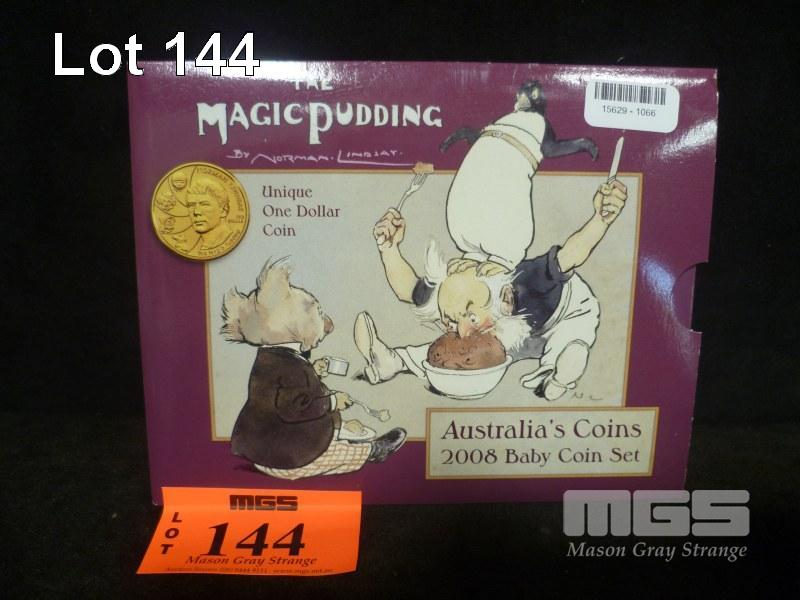 Lot 144
THE
MAGIC PUDDING
BY NORMAN LINDSAY
15629 - 1066
Unique
One Dollar
Coin
Australia's Coins
2008 Baby Coin Set
MGS
LOT
144
Mason Gray Strange
MGS
Mason Gray Strange